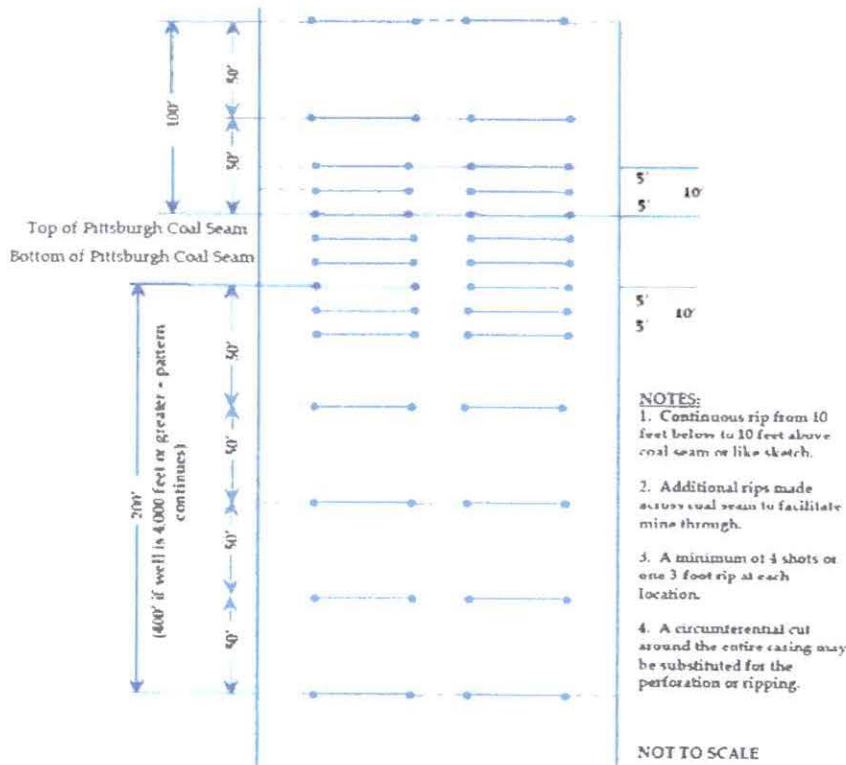 50'
100'
50'
5'
10'
5'
Top of Pittsburgh Coal Seam
Bottom of Pittsburgh Coal Seam
5'
10'
5'
50'
50'
200'
(400' if well is 4,000 feet or greater - pattern
continues)
50'
50'
NOTES:
1. Continuous rip from 10
feet below to 10 feet above
coal seam or like sketch.
2. Additional rips made
across coal seam to facilitate
mine through.
3. A minimum of 4 shots or
one 3 foot rip at each
location.
4. A circumferential cut
around the entire casing may
be substituted for the
perforation or ripping.
NOT TO SCALE